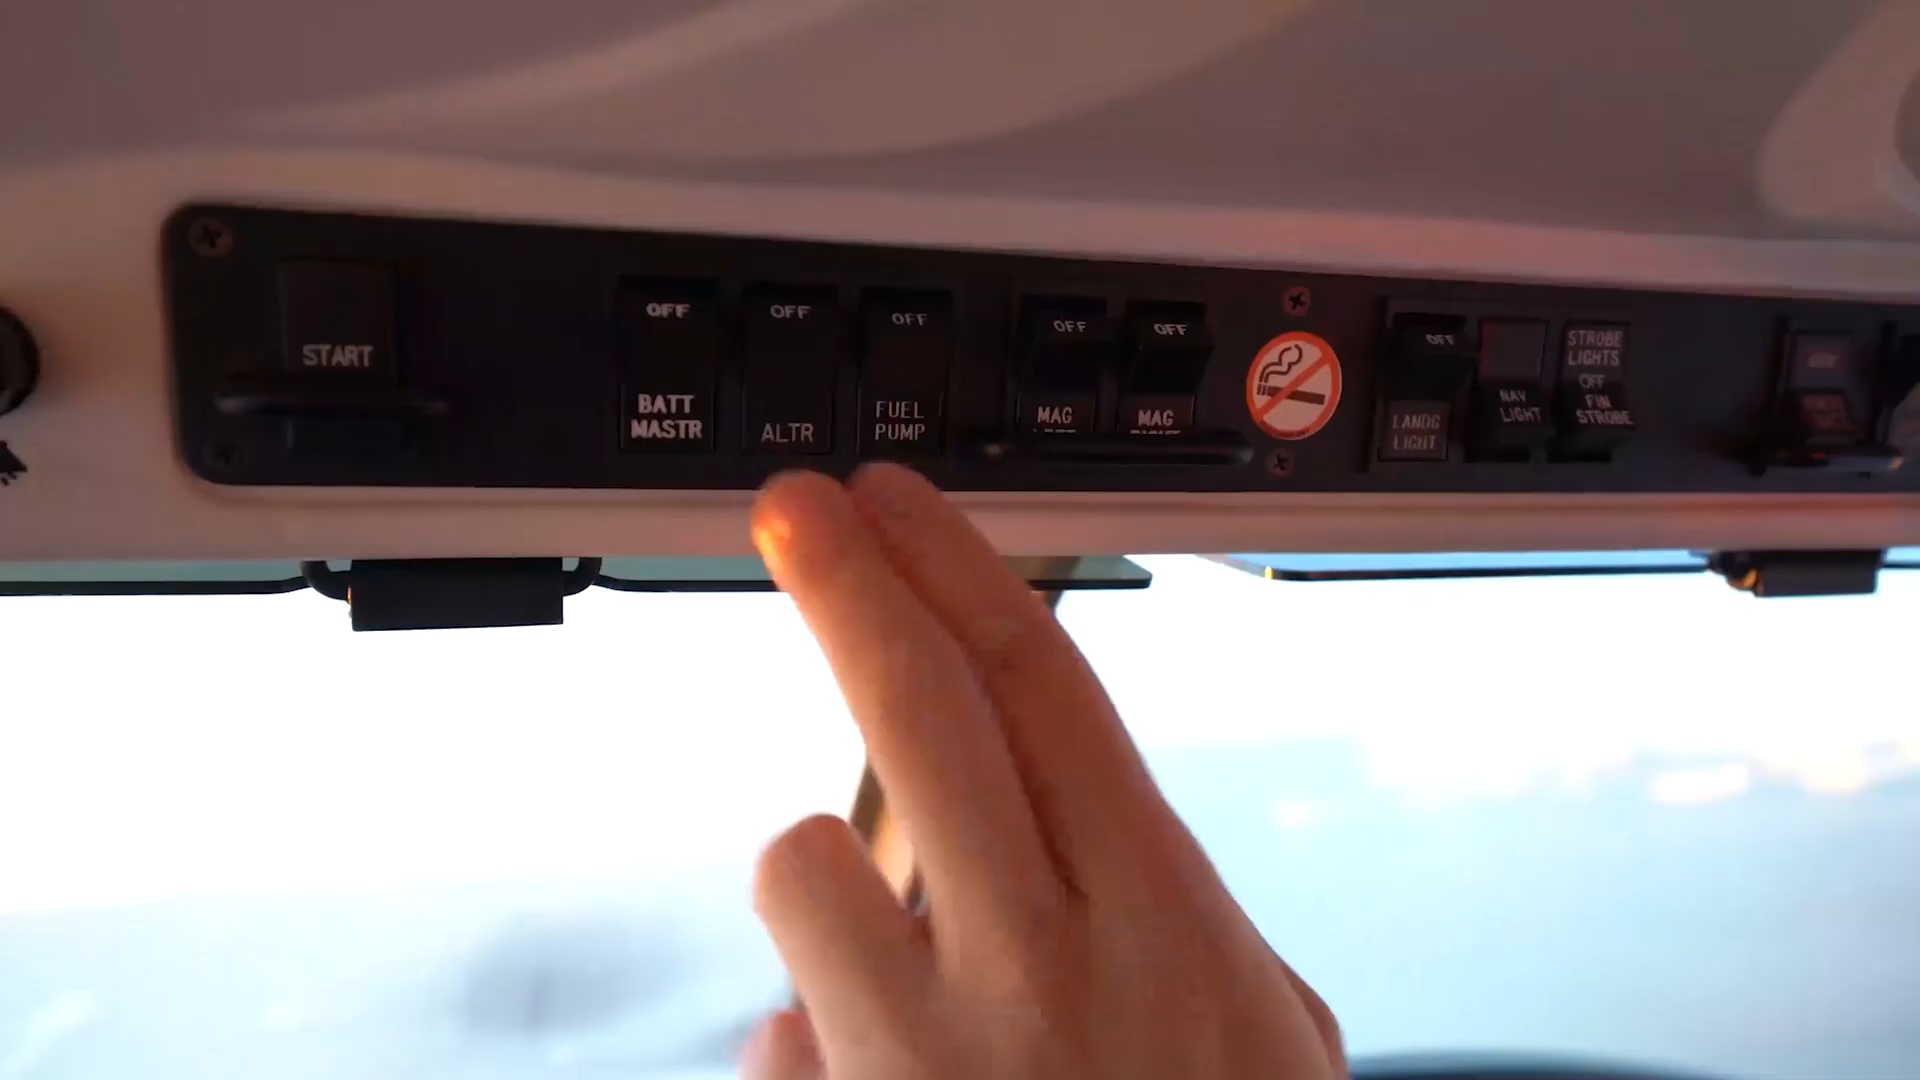 START
OFF
BATT
MASTR
OFF
ALTR
OFF
FUEL
PUMP
OFF
MAG
OFF
MAG
OFF
LANDG
LIGHT
NAV
LIGHT
STROBE
LIGHTS
OFF
FIN
STROBE